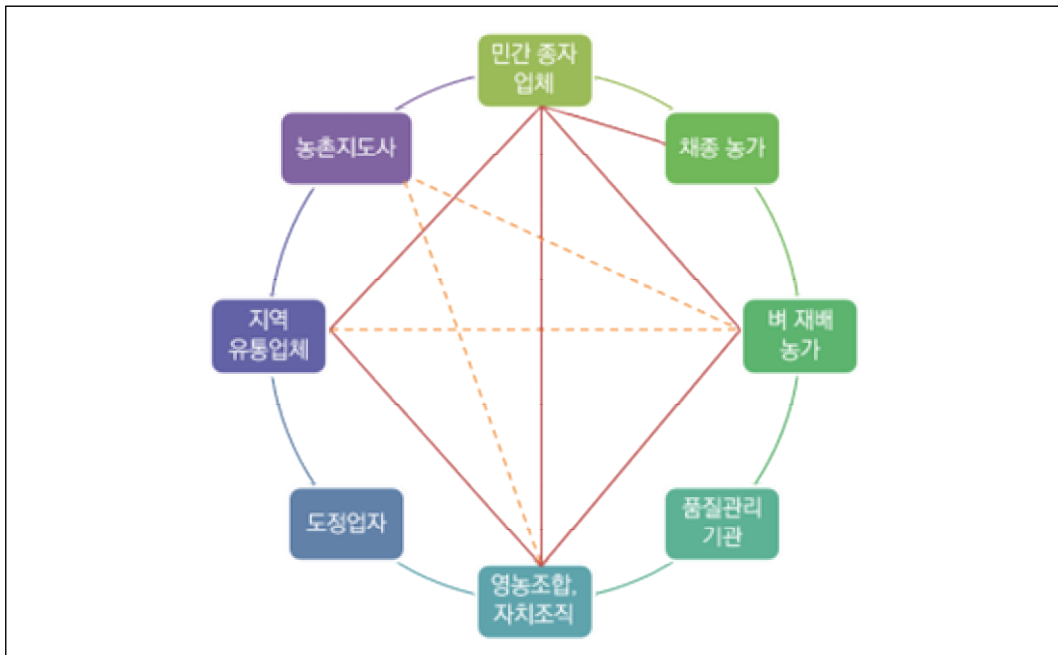 민간 종자
업체
농촌지도사
채종 농가
지역
유통업체
벼 재배
농가
도정업자
품질관리
기관
영농조합,
자치조직